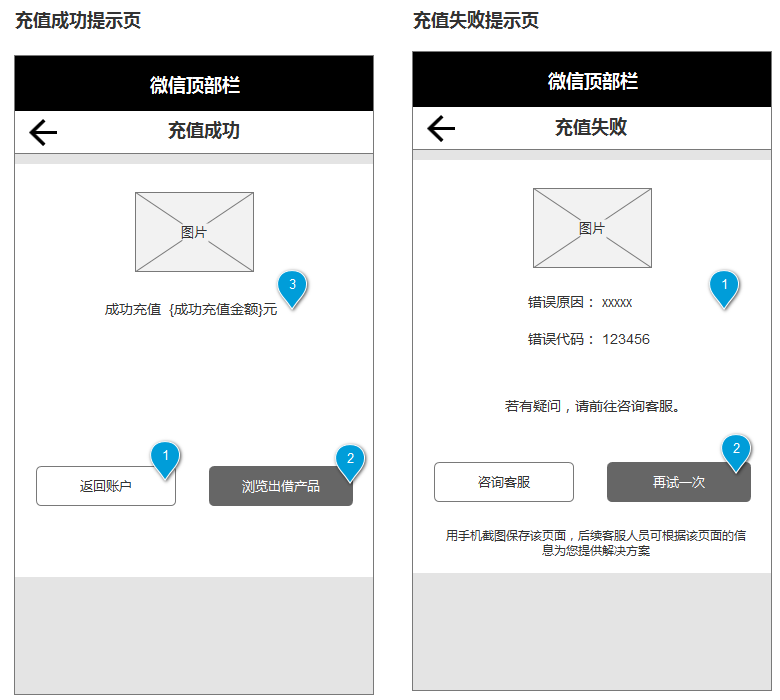 充值成功提示页
微信顶部栏
充值成功
图片
3
成功充值 {成功充值金额}元
1
2
返回账户
浏览出借产品
充值失败提示页
微信顶部栏
充值失败
图片
1
错误原因： xxxxx
错误代码： 123456
若有疑问，请前往咨询客服。
2
咨询客服
再试一次
用手机截图保存该页面，后续客服人员可根据该页面的信
息为您提供解决方案